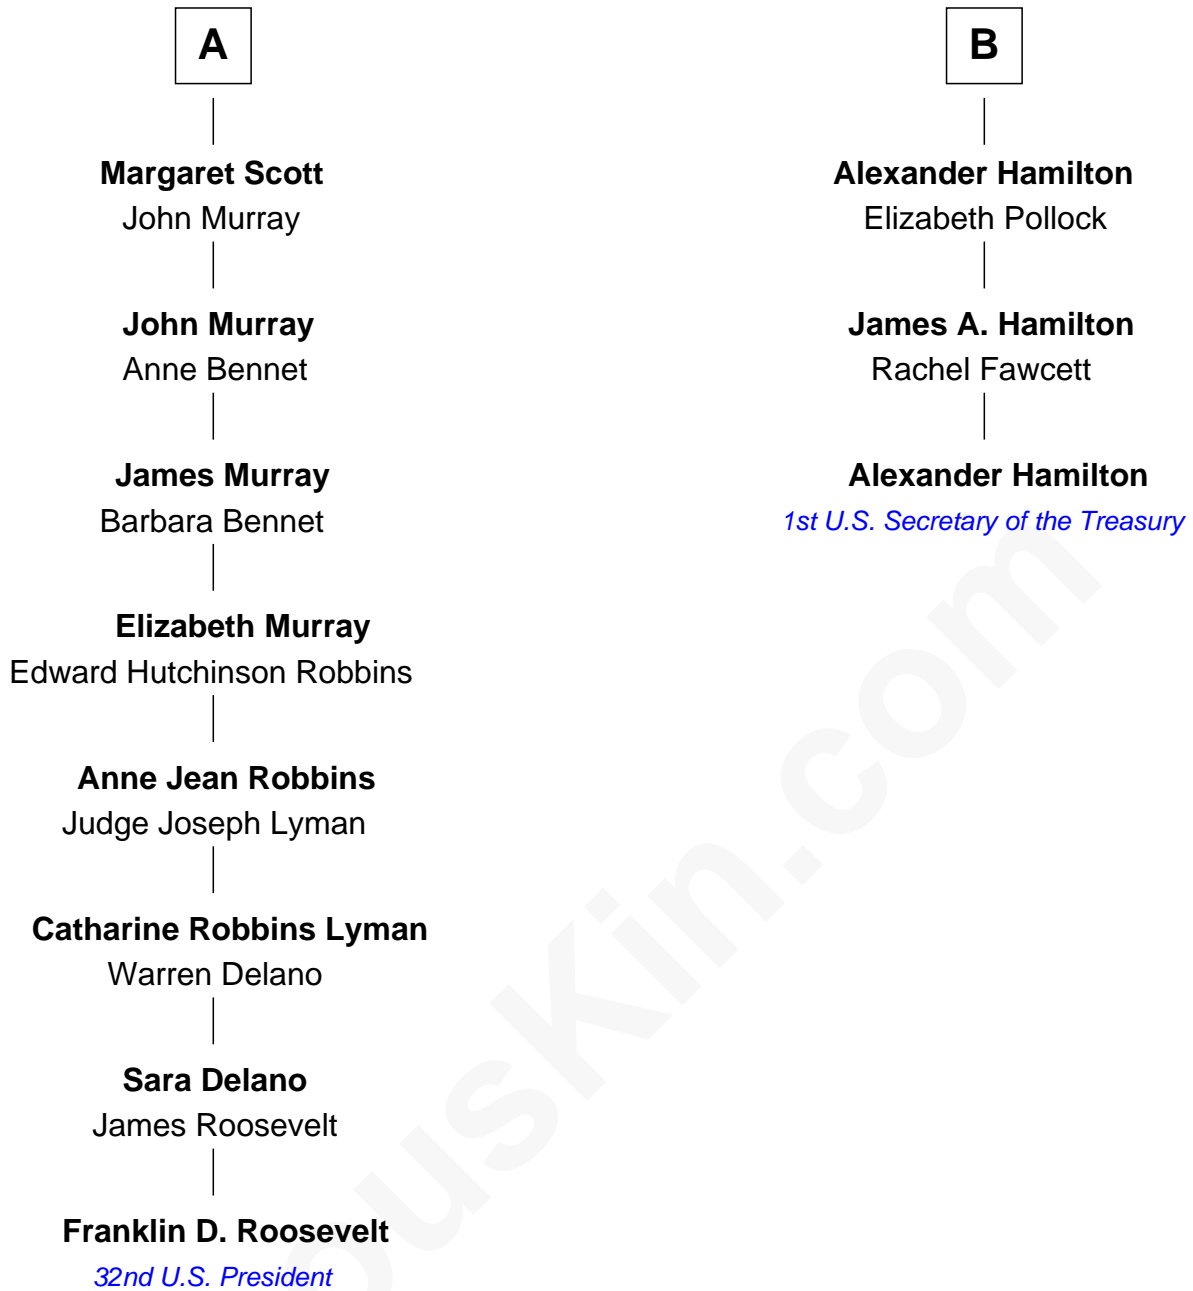 A
Margaret Scott
John Murray
John Murray
Anne Bennet
James Murray
Barbara Bennet
Elizabeth Murray
Edward Hutchinson Robbins
Anne Jean Robbins
Judge Joseph Lyman
Catharine Robbins Lyman
Warren Delano
Sara Delano
James Roosevelt
Franklin D. Roosevelt
32nd U.S. President
B
Alexander Hamilton
Elizabeth Pollock
James A. Hamilton
Rachel Fawcett
Alexander Hamilton
1st U.S. Secretary of the Treasury
ousKin.com